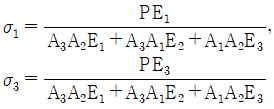 σ₁ = PE₁ / (A₃A₂E₁ + A₃A₁E₂ + A₁A₂E₃),
σ₃ = PE₃ / (A₃A₂E₁ + A₃A₁E₂ + A₁A₂E₃)